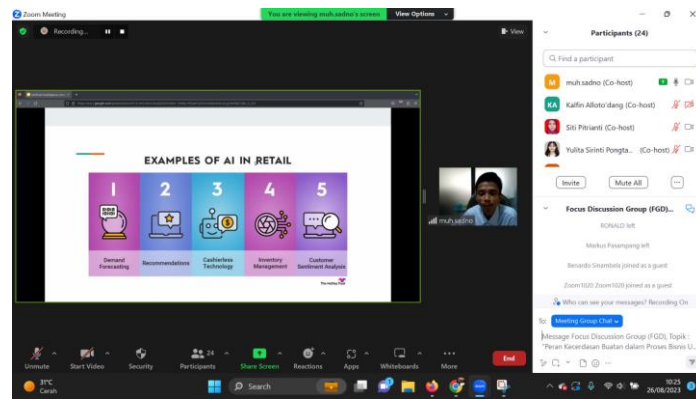 Zoom Meeting
You are viewing muh.sadno's screen
View Options
Recording...
View
EXAMPLES OF AI IN RETAIL
1
2
3
4
5
Demand
Forecasting
Recommendations
Cashierless
Technology
Inventory
Management
Customer
Sentiment Analysis
muh.sadno
Participants (24)
Find a participant
M
muh.sadno (Co-host)
KA
Kalfin Alloto'dang (Co-host)
Siti Pitrianti (Co-host)
Yulita Sirinti Pongta... (Co-host)
Invite
Mute All
Focus Discussion Group (FGD)...
RONALD left
Markus Pasampang left
Benardo Sinambela joined as a guest
Zoom1020 Zoom1020 joined as a guest
Who can see your messages? Recording On
To:
Meeting Group Chat
Message Focus Discussion Group (FGD), Topik :
"Peran Kecerdasan Buatan dalam Proses Bisnis U...
Unmute
Start Video
Security
24
Participants
Share Screen
Reactions
Apps
Whiteboards
More
End
31°C
Cerah
Search
10:25
26/08/2023